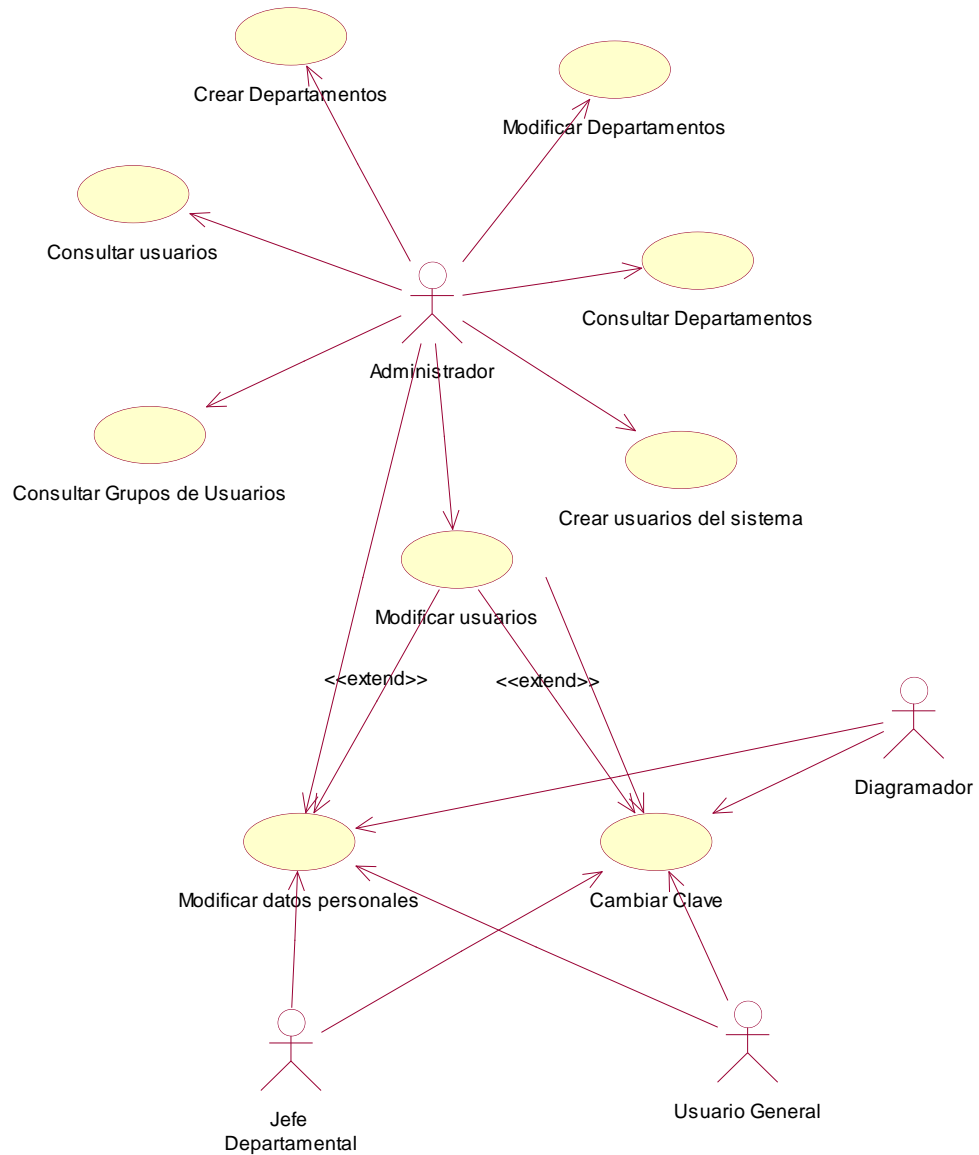 Crear Departamentos
Modificar Departamentos
Consultar usuarios
Consultar Departamentos
Administrador
Consultar Grupos de Usuarios
Crear usuarios del sistema
Modificar usuarios
<<extend>>
<<extend>>
Diagramador
Modificar datos personales
Cambiar Clave
Jefe
Departamental
Usuario General